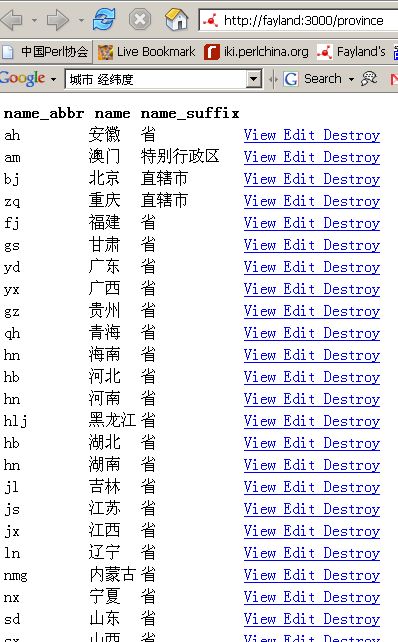 http://fayland:3000/province
中国Perl协会 Live Bookmark iki.perlchina.org Fayland's
Google 城市 经纬度 Search
name_abbr name name_suffix
ah 安徽 省 View Edit Destroy
am 澳门 特别行政区 View Edit Destroy
bj 北京 直辖市 View Edit Destroy
zq 重庆 直辖市 View Edit Destroy
fj 福建 省 View Edit Destroy
gs 甘肃 省 View Edit Destroy
yd 广东 省 View Edit Destroy
yx 广西 省 View Edit Destroy
gz 贵州 省 View Edit Destroy
qh 青海 省 View Edit Destroy
hn 海南 省 View Edit Destroy
hb 河北 省 View Edit Destroy
hn 河南 省 View Edit Destroy
hlj 黑龙江 省 View Edit Destroy
hb 湖北 省 View Edit Destroy
hn 湖南 省 View Edit Destroy
jl 吉林 省 View Edit Destroy
js 江苏 省 View Edit Destroy
jx 江西 省 View Edit Destroy
ln 辽宁 省 View Edit Destroy
nmg 内蒙古 省 View Edit Destroy
nx 宁夏 省 View Edit Destroy
sd 山东 省 View Edit Destroy
sx 山西 省 View Edit Destroy